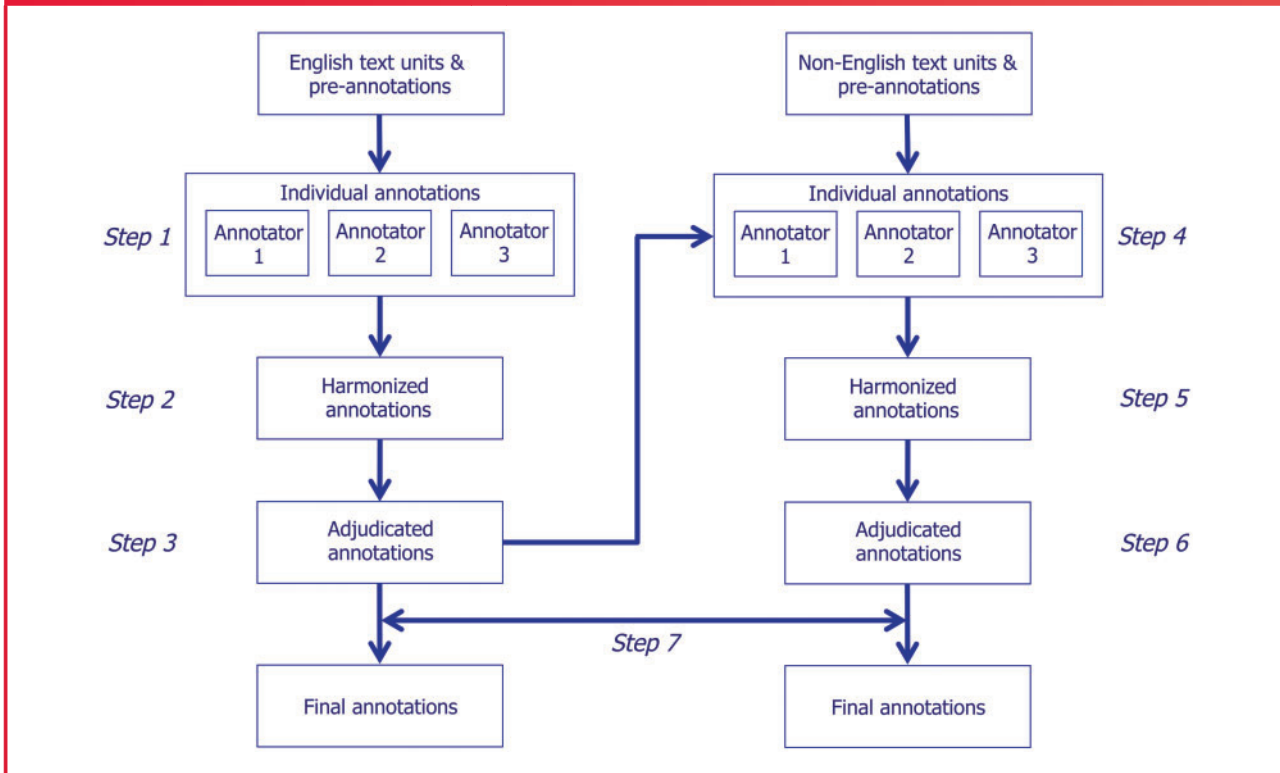 English text units &
pre-annotations
Non-English text units &
pre-annotations
Step 1
Individual annotations
Annotator
1
Annotator
2
Annotator
3
Individual annotations
Annotator
1
Annotator
2
Annotator
3
Step 4
Step 2
Harmonized
annotations
Harmonized
annotations
Step 5
Step 3
Adjudicated
annotations
Adjudicated
annotations
Step 6
Step 7
Final annotations
Final annotations